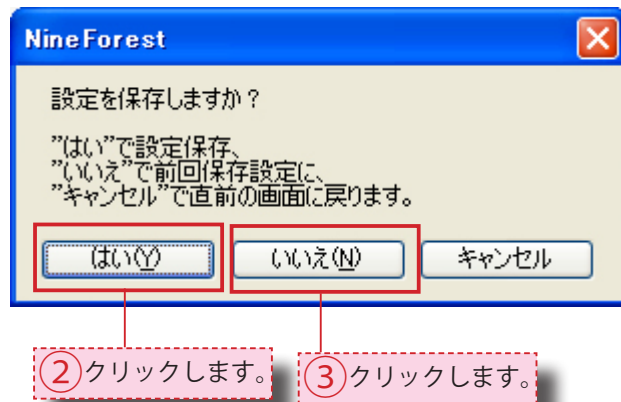 NineForest
設定を保存しますか？
”はい”で設定保存、
”いいえ”で前回保存設定に、
”キャンセル”で直前の画面に戻ります。
はい(Y) いいえ(N) キャンセル
②クリックします。 ③クリックします。